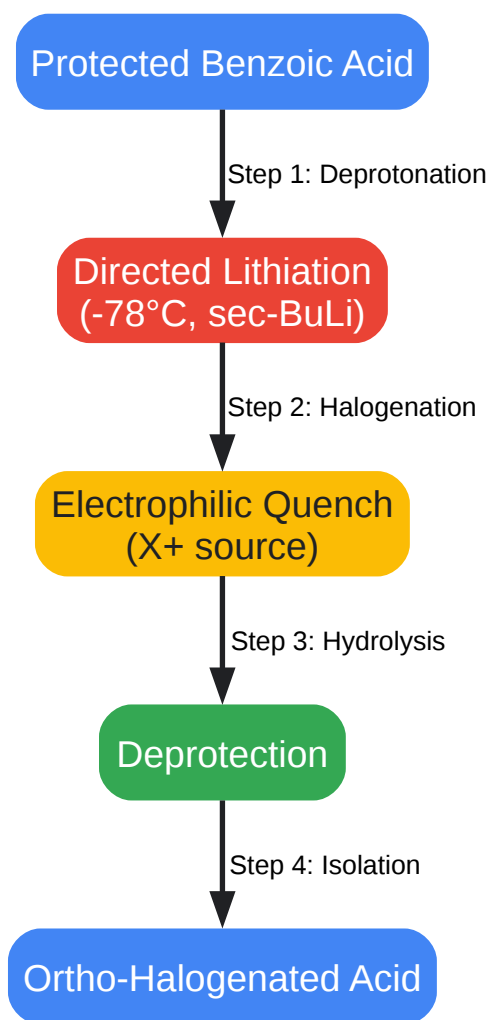 Protected Benzoic Acid
Step 1: Deprotonation
Directed Lithiation
(-78°C, sec-BuLi)
Step 2: Halogenation
Electrophilic Quench
(X+ source)
Step 3: Hydrolysis
Deprotection
Step 4: Isolation
Ortho-Halogenated Acid